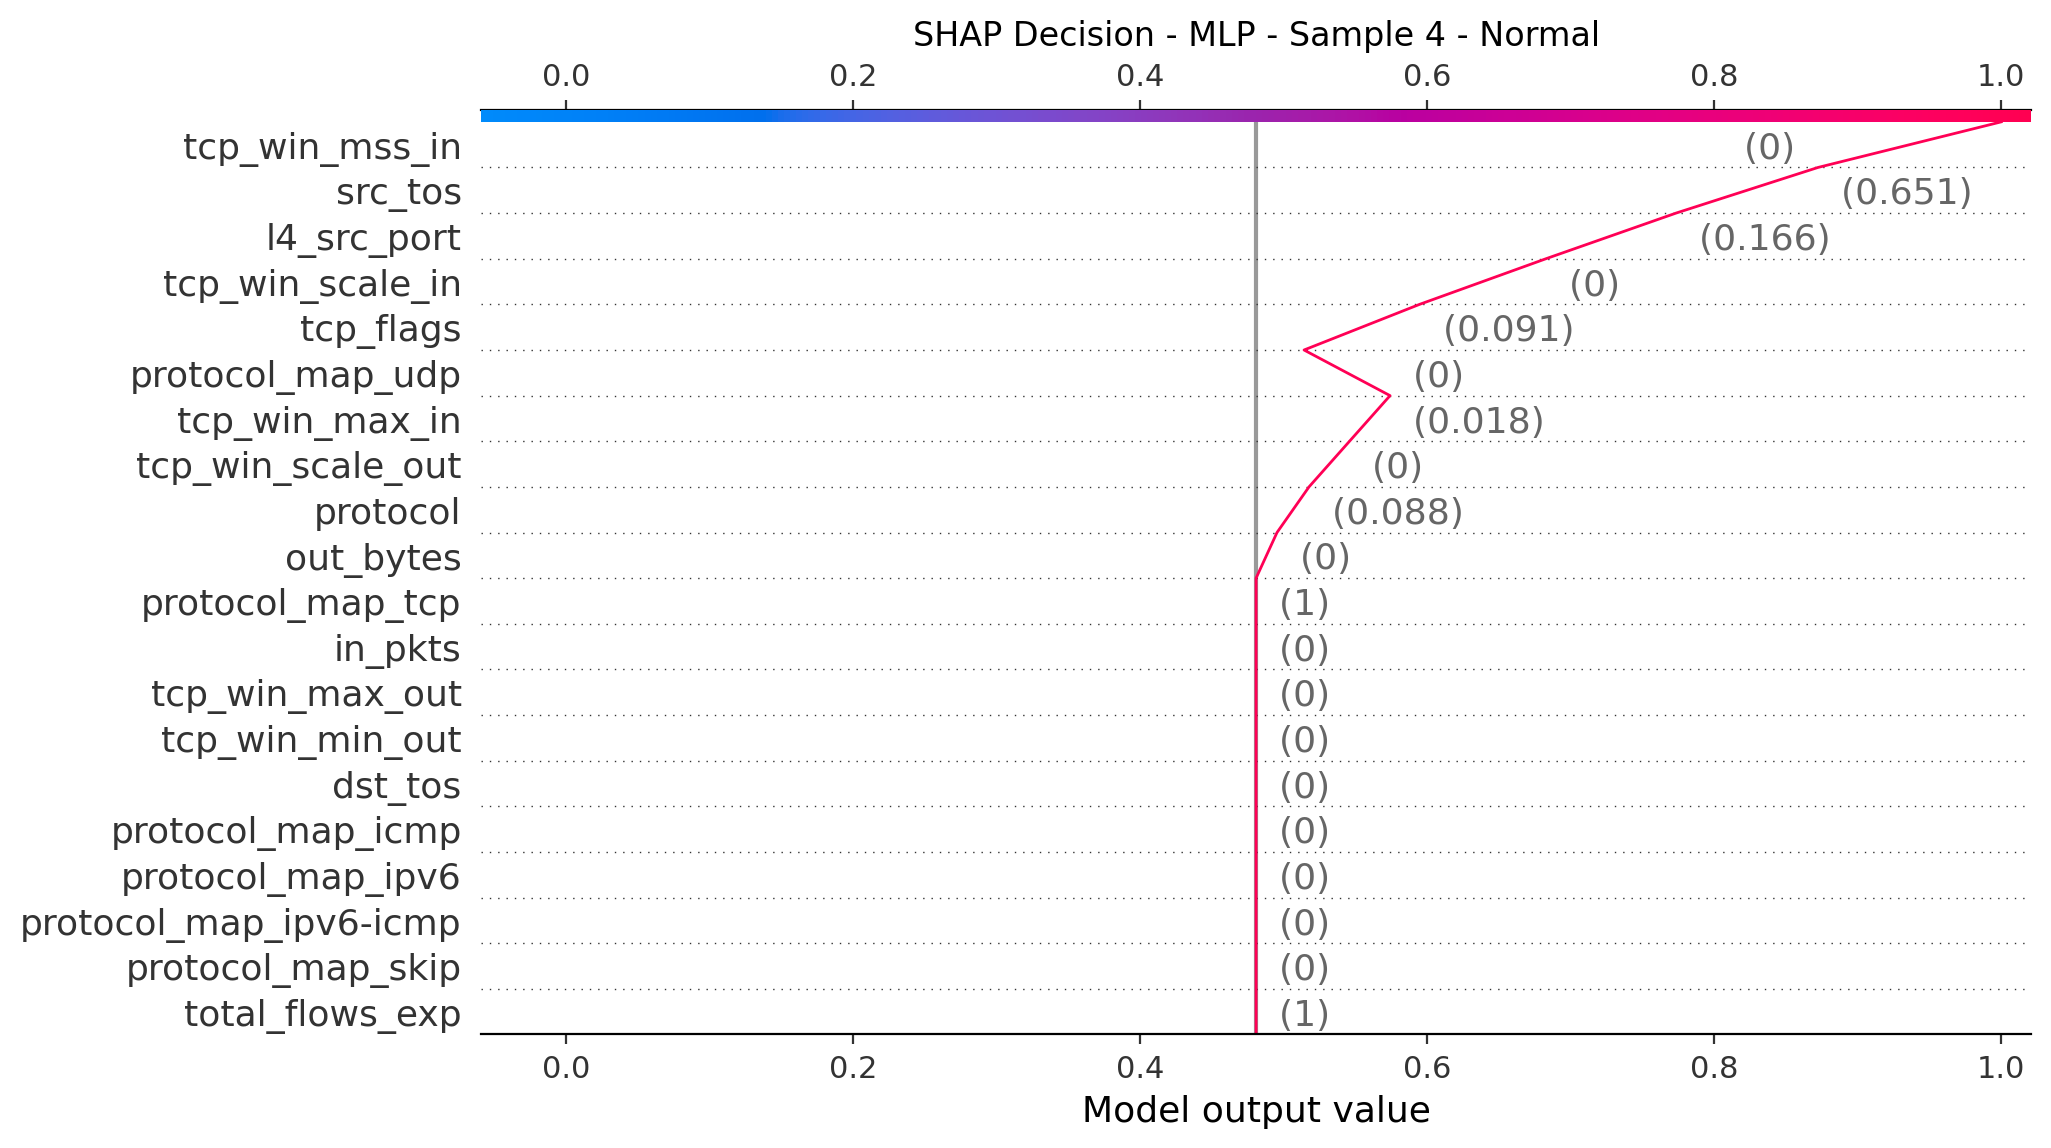 SHAP Decision - MLP - Sample 4 - Normal
0.0 0.2 0.4 0.6 0.8 1.0
tcp_win_mss_in (0)
src_tos (0.651)
l4_src_port (0.166)
tcp_win_scale_in (0)
tcp_flags (0.091)
protocol_map_udp (0)
tcp_win_max_in (0.018)
tcp_win_scale_out (0)
protocol (0.088)
out_bytes (0)
protocol_map_tcp (1)
in_pkts (0)
tcp_win_max_out (0)
tcp_win_min_out (0)
dst_tos (0)
protocol_map_icmp (0)
protocol_map_ipv6 (0)
protocol_map_ipv6-icmp (0)
protocol_map_skip (0)
total_flows_exp (1)
0.0 0.2 0.4 0.6 0.8 1.0
Model output value